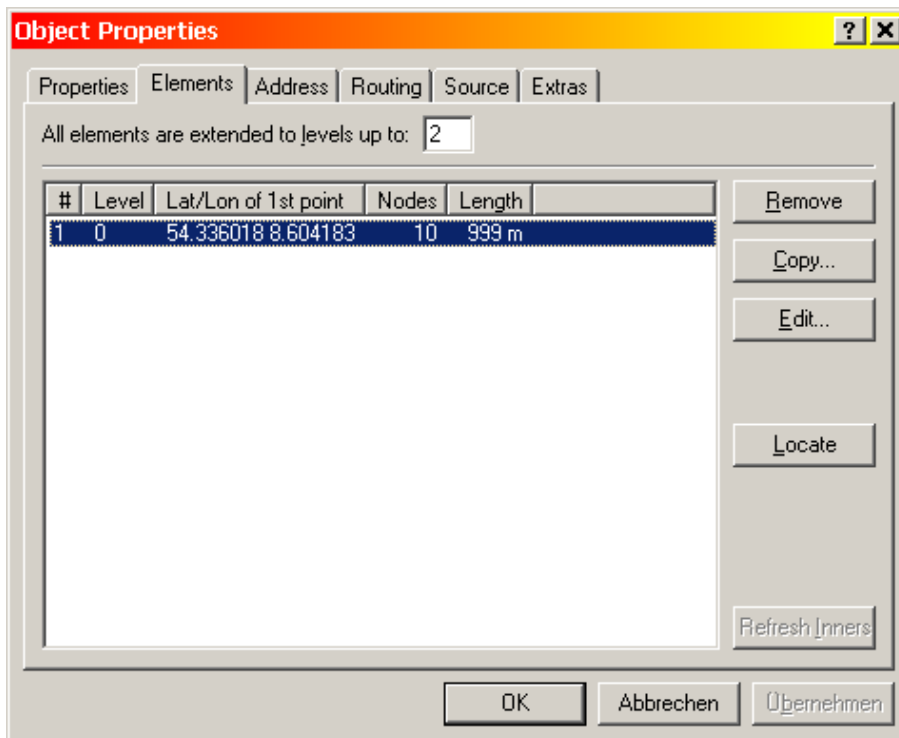 Object Properties
Properties Elements Address Routing Source Extras
All elements are extended to levels up to: 2
# Level Lat/Lon of 1st point Nodes Length
1 0 54.336018 8.604183 10 999 m
Remove
Copy...
Edit...
Locate
Refresh Inners
OK Abbrechen Übernehmen